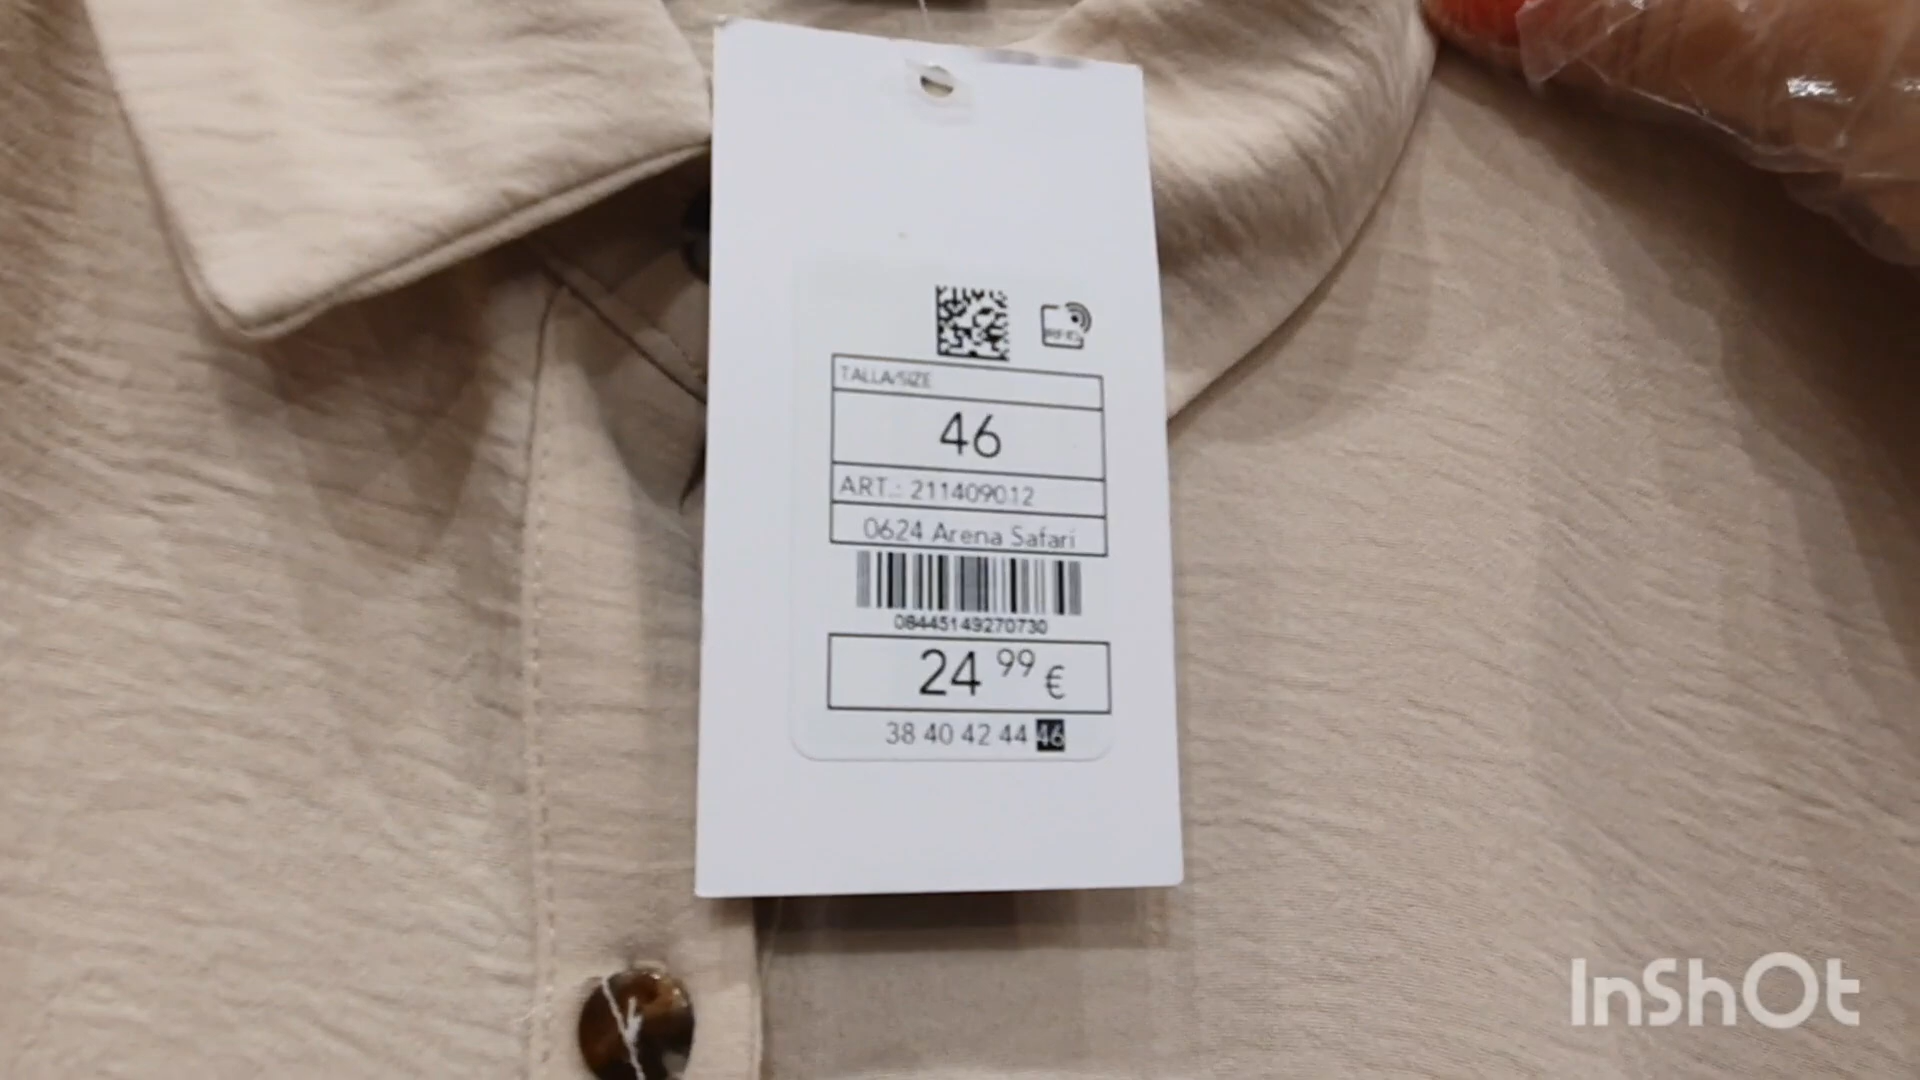 RFID
TALLA/SIZE
46
ART.: 211409012
0624 Arena Safari
08445149270730
24 99 €
38 40 42 44 46
InShOt